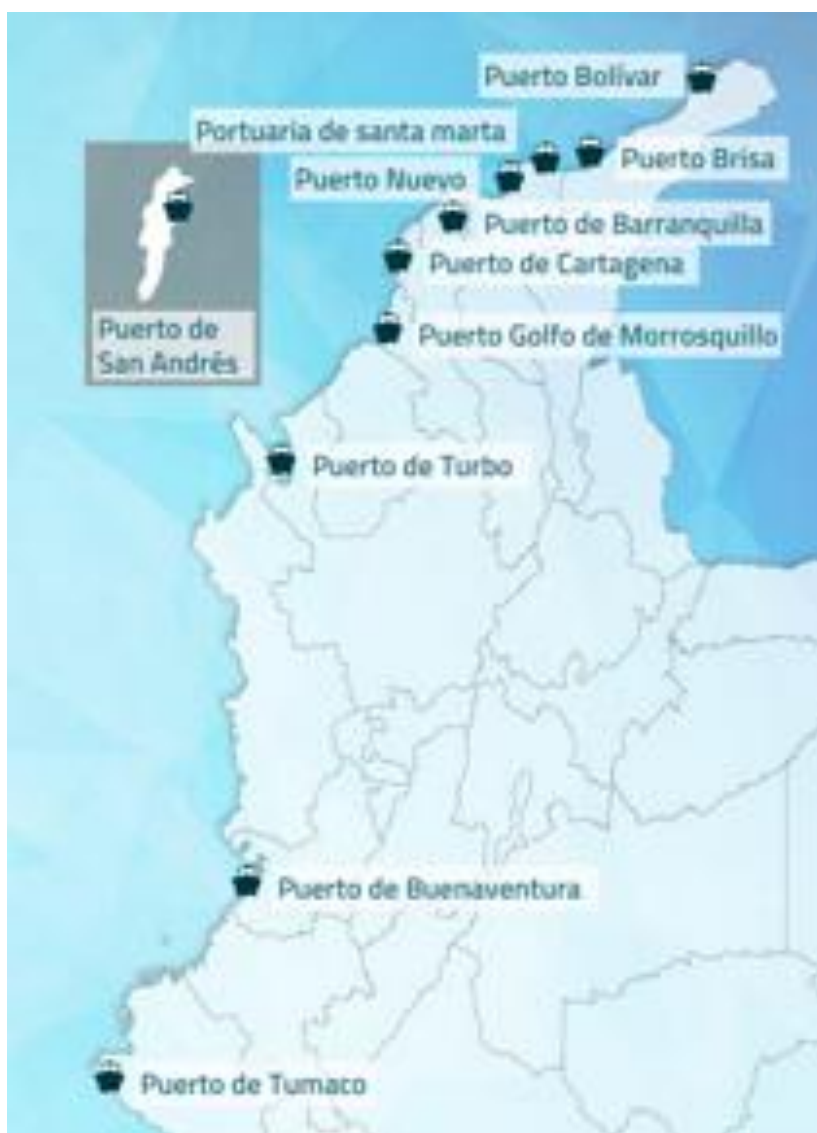 Puerto Bolívar
Portuaria de santa marta
Puerto Brisa
Puerto Nuevo
Puerto de Barranquilla
Puerto de Cartagena
Puerto de
San Andrés
Puerto Golfo de Morrosquillo
Puerto de Turbo
Puerto de Buenaventura
Puerto de Tumaco